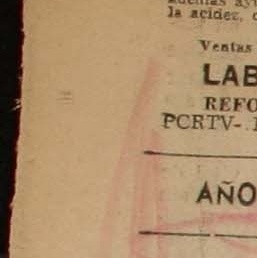 la acidez,
Ventas
LAB
REFO
PCRTV-
AÑO